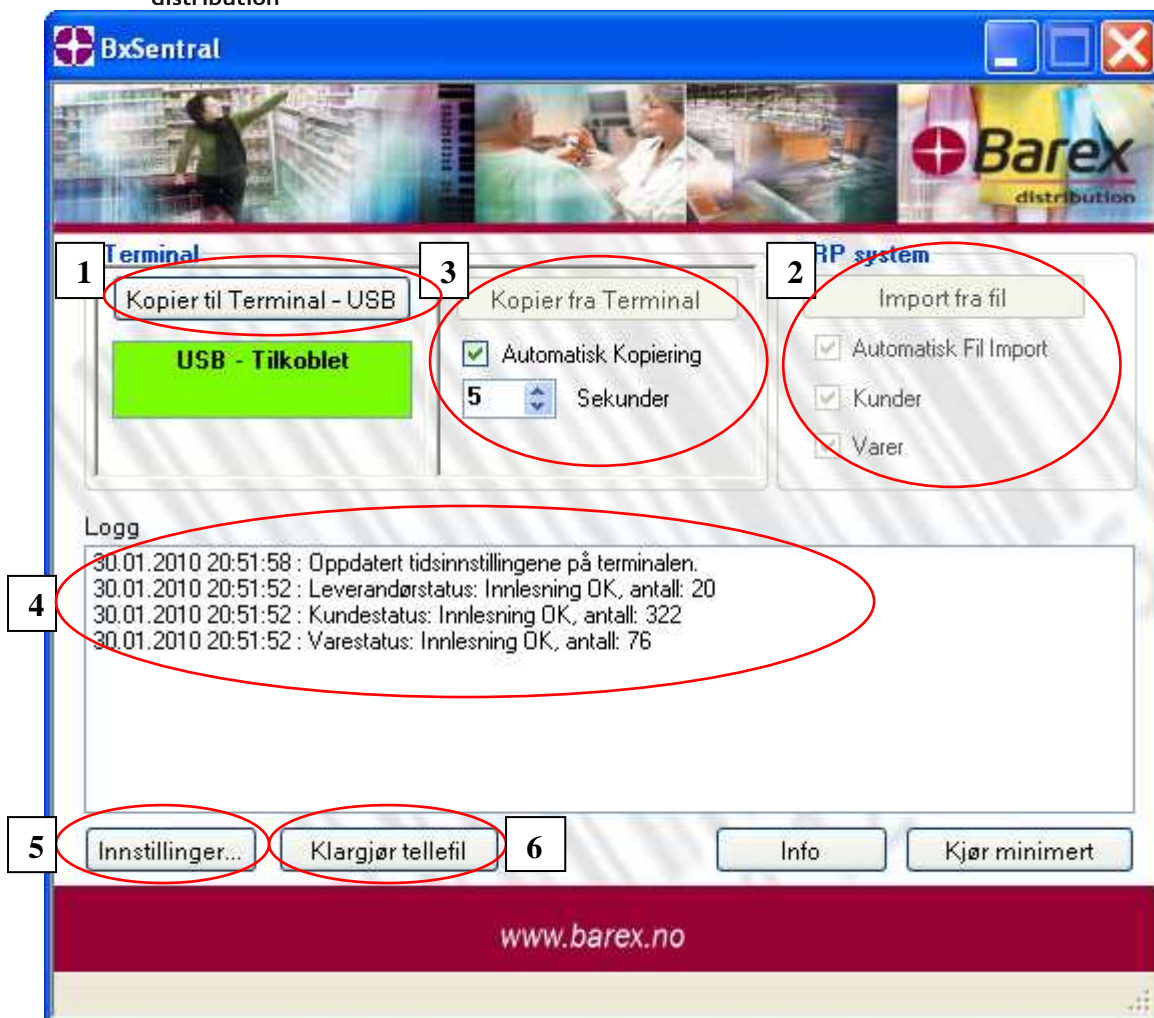 distribution
BxSentral
Barex
distribution
Terminal
RP system
1
3
2
Kopier til Terminal - USB
Kopier fra Terminal
Import fra fil
USB - Tilkoblet
Automatisk Kopiering
5 Sekunder
Automatisk Fil Import
Kunder
Varer
Logg
4
30.01.2010 20:51:58 : Oppdatert tidsinnstillingene på terminalen.
30.01.2010 20:51:52 : Leverandørstatus: Innlesning OK, antall: 20
30.01.2010 20:51:52 : Kundestatus: Innlesning OK, antall: 322
30.01.2010 20:51:52 : Varestatus: Innlesning OK, antall: 76
5
Innstillinger...
Klargjør tellefil
6
Info
Kjør minimert
www.barex.no